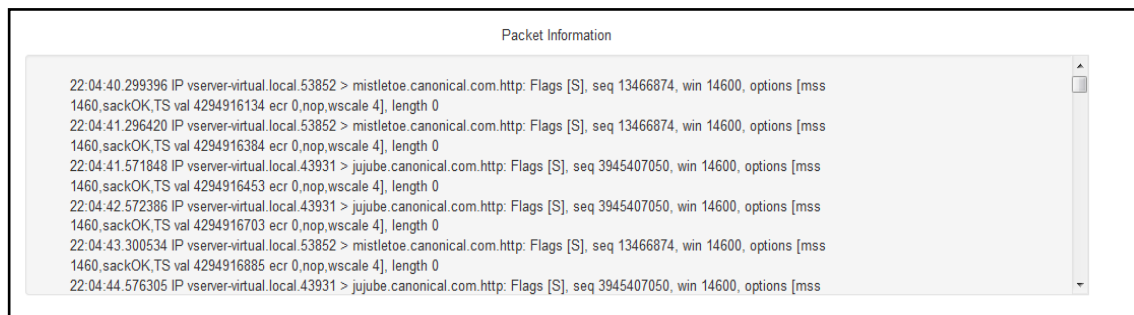 Packet Information
22:04:40.299396 IP vserver-virtual.local.53852 > mistletoe.canonical.com.http: Flags [S], seq 13466874, win 14600, options [mss
1460,sackOK,TS val 4294916134 ecr 0,nop,wscale 4], length 0
22:04:41.296420 IP vserver-virtual.local.53852 > mistletoe.canonical.com.http: Flags [S], seq 13466874, win 14600, options [mss
1460,sackOK,TS val 4294916384 ecr 0,nop,wscale 4], length 0
22:04:41.571848 IP vserver-virtual.local.43931 > jujube.canonical.com.http: Flags [S], seq 3945407050, win 14600, options [mss
1460,sackOK,TS val 4294916453 ecr 0,nop,wscale 4], length 0
22:04:42.572386 IP vserver-virtual.local.43931 > jujube.canonical.com.http: Flags [S], seq 3945407050, win 14600, options [mss
1460,sackOK,TS val 4294916703 ecr 0,nop,wscale 4], length 0
22:04:43.300534 IP vserver-virtual.local.53852 > mistletoe.canonical.com.http: Flags [S], seq 13466874, win 14600, options [mss
1460,sackOK,TS val 4294916885 ecr 0,nop,wscale 4], length 0
22:04:44.576305 IP vserver-virtual.local.43931 > jujube.canonical.com.http: Flags [S], seq 3945407050, win 14600, options [mss